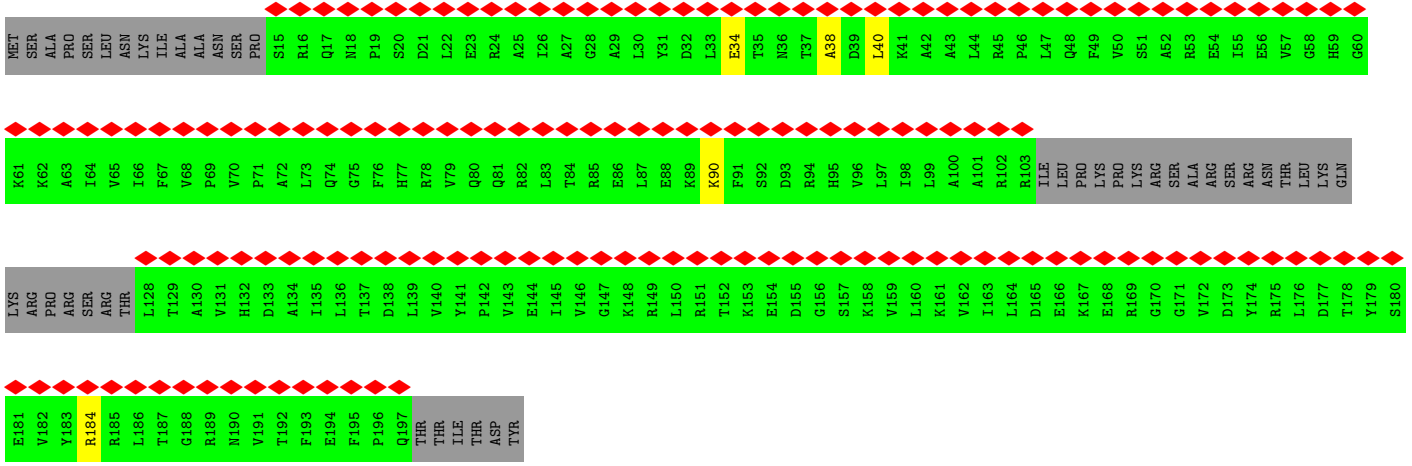 MET SER ALA PRO SER LEU ASN LYS ILE ALA ALA ASN SER PRO S15 R16 Q17 N18 P19 S20 D21 L22 E23 R24 A25 I26 A27 G28 A29 L30 Y31 D32 L33 E34 T35 N36 T37 A38 D39 L40 K41 A42 A43 L44 R45 P46 L47 Q48 F49 V50 S51 A52 R53 E54 I55 E56 V57 G58 H59 G60
K61 K62 A63 I64 V65 I66 F67 V68 P69 V70 P71 A72 L73 Q74 G75 F76 H77 R78 V79 Q80 Q81 R82 L83 T84 R85 E86 L87 E88 K89 K90 F91 S92 D93 R94 H95 V96 L97 I98 L99 A100 A101 R102 R103 ILE LEU PRO LYS PRO LYS ARG SER ALA ARG SER ARG ASN THR LEU LYS GLN
LYS ARG PRO ARG SER ARG THR L128 T129 A130 V131 H132 D133 A134 I135 L136 T137 D138 L139 V140 Y141 P142 V143 E144 I145 V146 G147 K148 R149 L150 R151 T152 K153 E154 D155 G156 S157 K158 V159 L160 K161 V162 I163 L164 D165 E166 K167 E168 R169 G170 G171 V172 D173 Y174 R175 L176 D177 T178 Y179 S180
E181 V182 Y183 R184 R185 L186 T187 G188 R189 N190 V191 T192 F193 E194 F195 P196 Q197 THR THR ILE THR ASP TYR